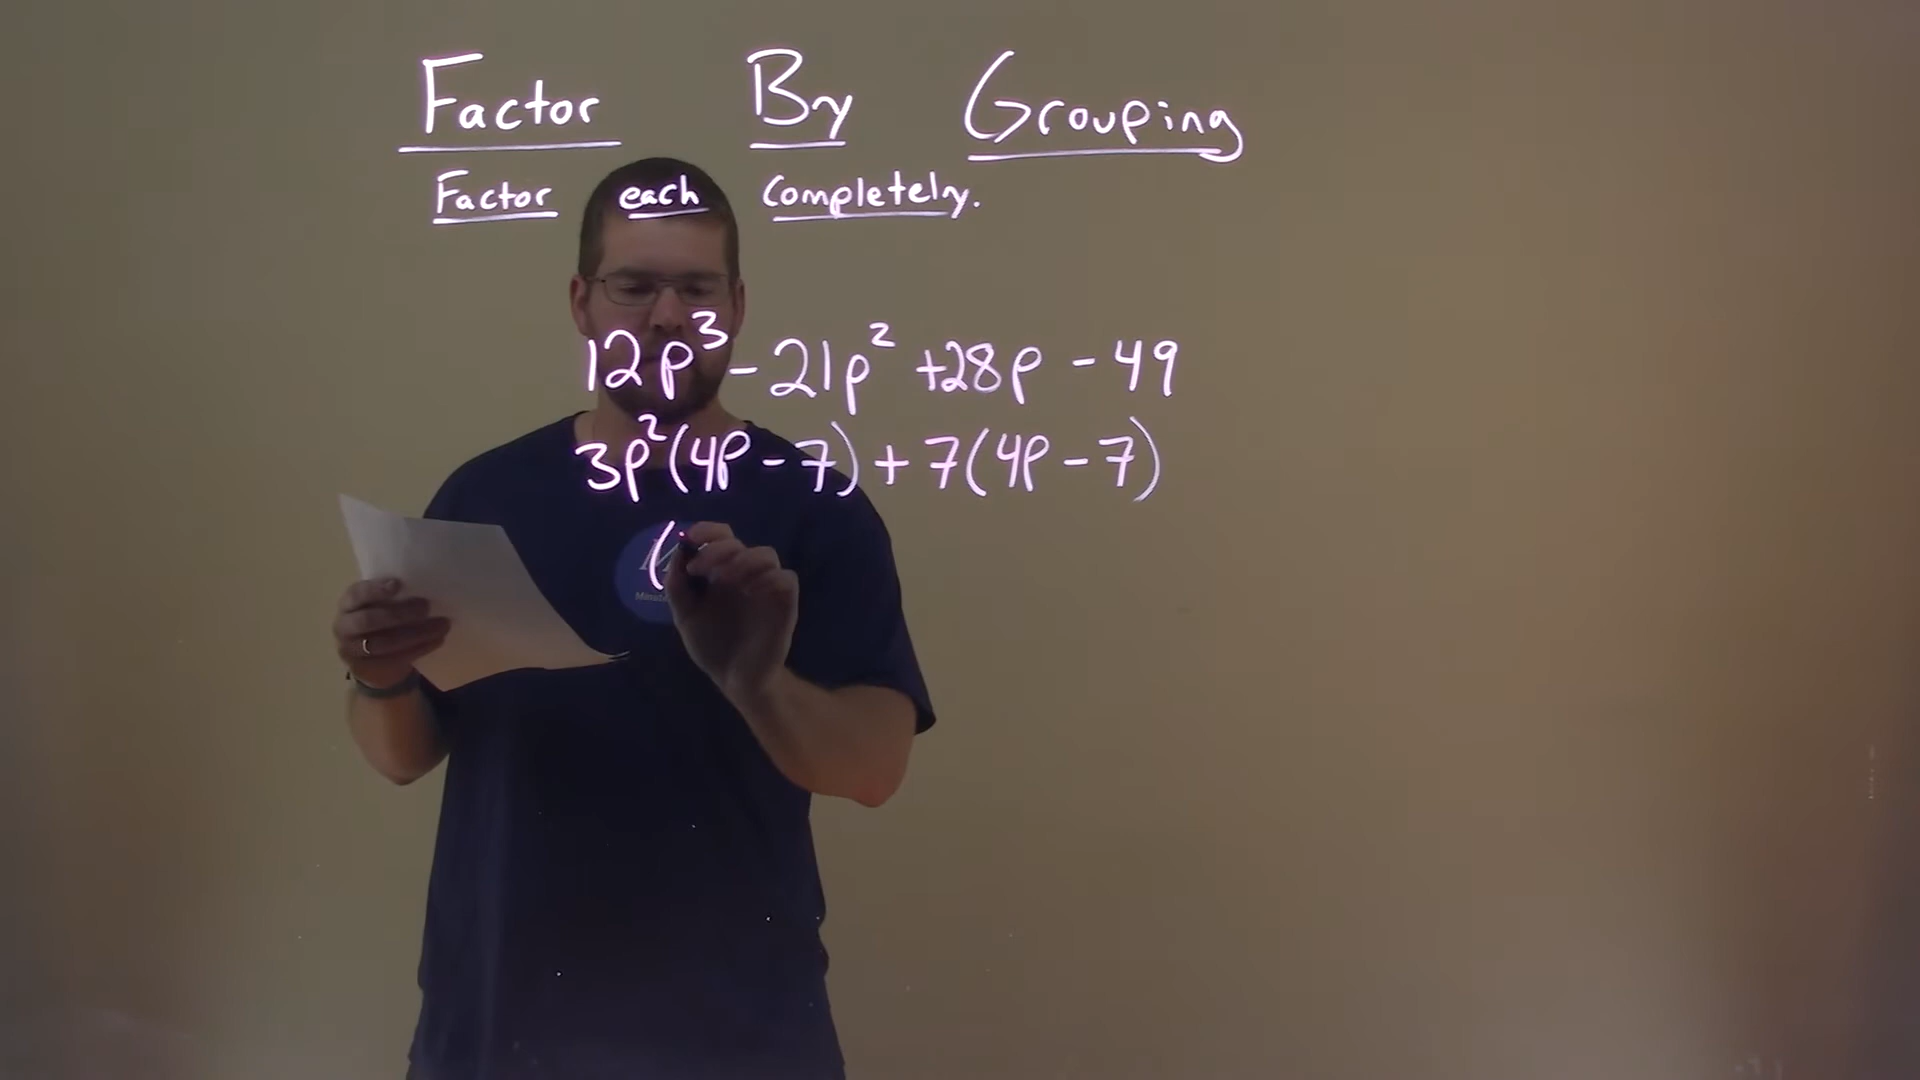 Factor By Grouping
Factor each Completely.
12p³ - 21p² + 28p - 49
3p²(4p - 7) + 7(4p - 7)
(